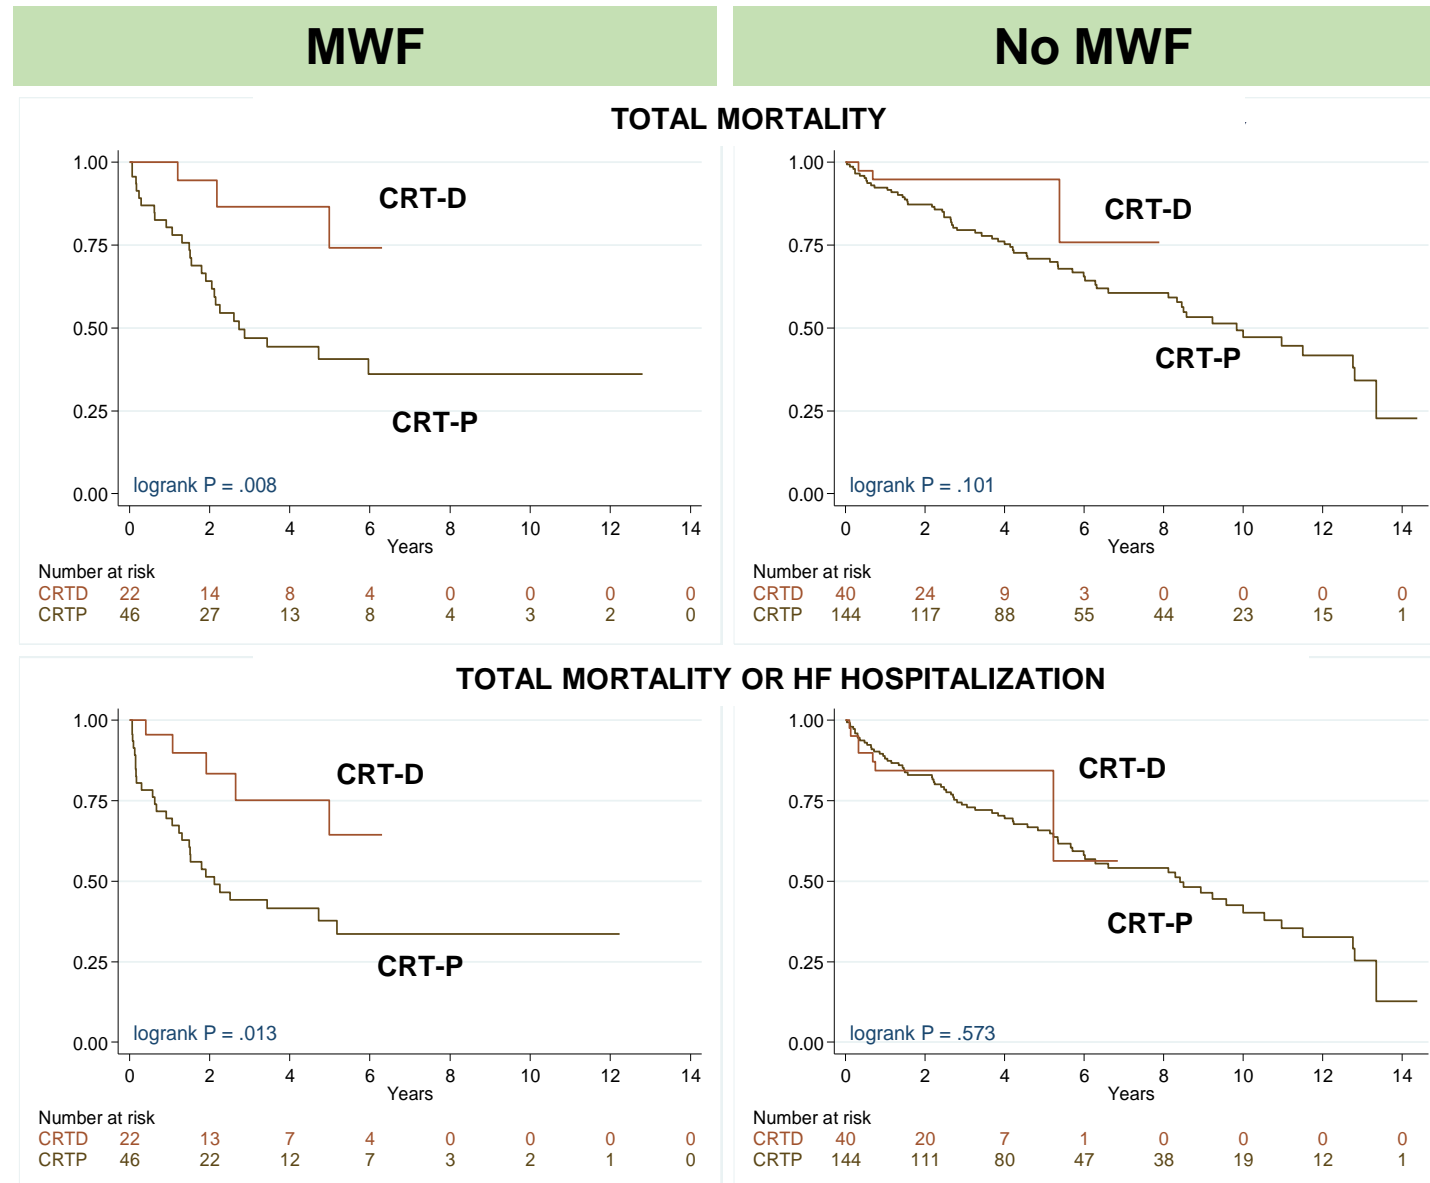 MWF
No MWF
TOTAL MORTALITY
1.00
0.75
0.50
0.25
0.00
CRT-D
CRT-P
logrank P = .008
0 2 4 6 8 10 12 14
Years
Number at risk
CRTD 22 14 8 4 0 0 0 0
CRTP 46 27 13 8 4 3 2 0
1.00
0.75
0.50
0.25
0.00
CRT-D
CRT-P
logrank P = .101
0 2 4 6 8 10 12 14
Years
Number at risk
CRTD 40 24 9 3 0 0 0 0
CRTP 144 117 88 55 44 23 15 1
TOTAL MORTALITY OR HF HOSPITALIZATION
1.00
0.75
0.50
0.25
0.00
CRT-D
CRT-P
logrank P = .013
0 2 4 6 8 10 12 14
Years
Number at risk
CRTD 22 13 7 4 0 0 0 0
CRTP 46 22 12 7 3 2 1 0
1.00
0.75
0.50
0.25
0.00
CRT-D
CRT-P
logrank P = .573
0 2 4 6 8 10 12 14
Years
Number at risk
CRTD 40 20 7 1 0 0 0 0
CRTP 144 111 80 47 38 19 12 1